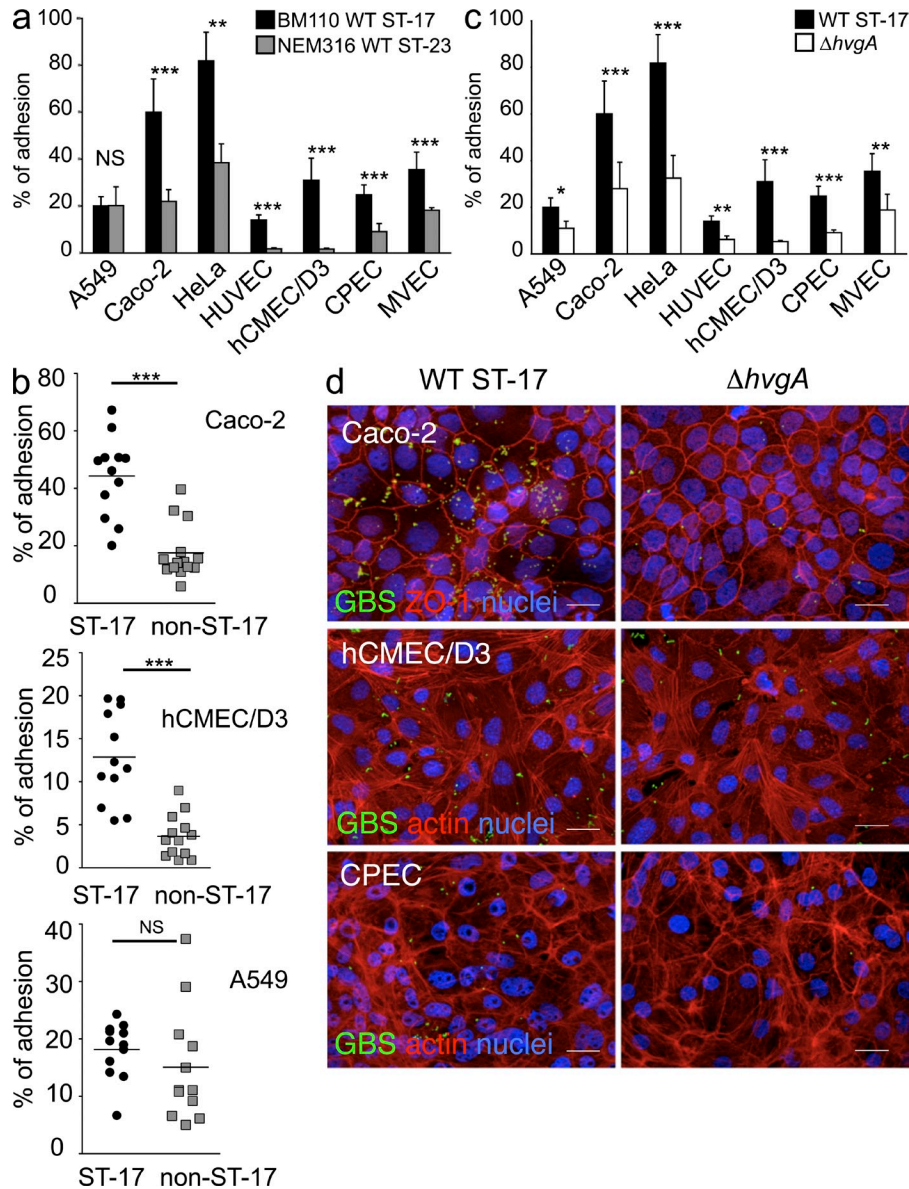 a
BM110 WT ST-17
NEM316 WT ST-23
% of adhesion
80
60
40
20
0
NS
***
**
***
***
***
***
A549
Caco-2
HeLa
HUVEC
hCMEC/D3
CPEC
MVEC
c
WT ST-17
ΔhvgA
% of adhesion
100
80
60
40
20
0
*
***
***
**
***
***
**
A549
Caco-2
HeLa
HUVEC
hCMEC/D3
CPEC
MVEC
b
% of adhesion
80
60
40
20
0
***
Caco-2
ST-17 non-ST-17
% of adhesion
25
20
15
10
5
0
***
hCMEC/D3
ST-17 non-ST-17
% of adhesion
40
30
20
10
0
NS
A549
ST-17 non-ST-17
d
WT ST-17
ΔhvgA
Caco-2
GBS ZO-1 nuclei
hCMEC/D3
GBS actin nuclei
CPEC
GBS actin nuclei